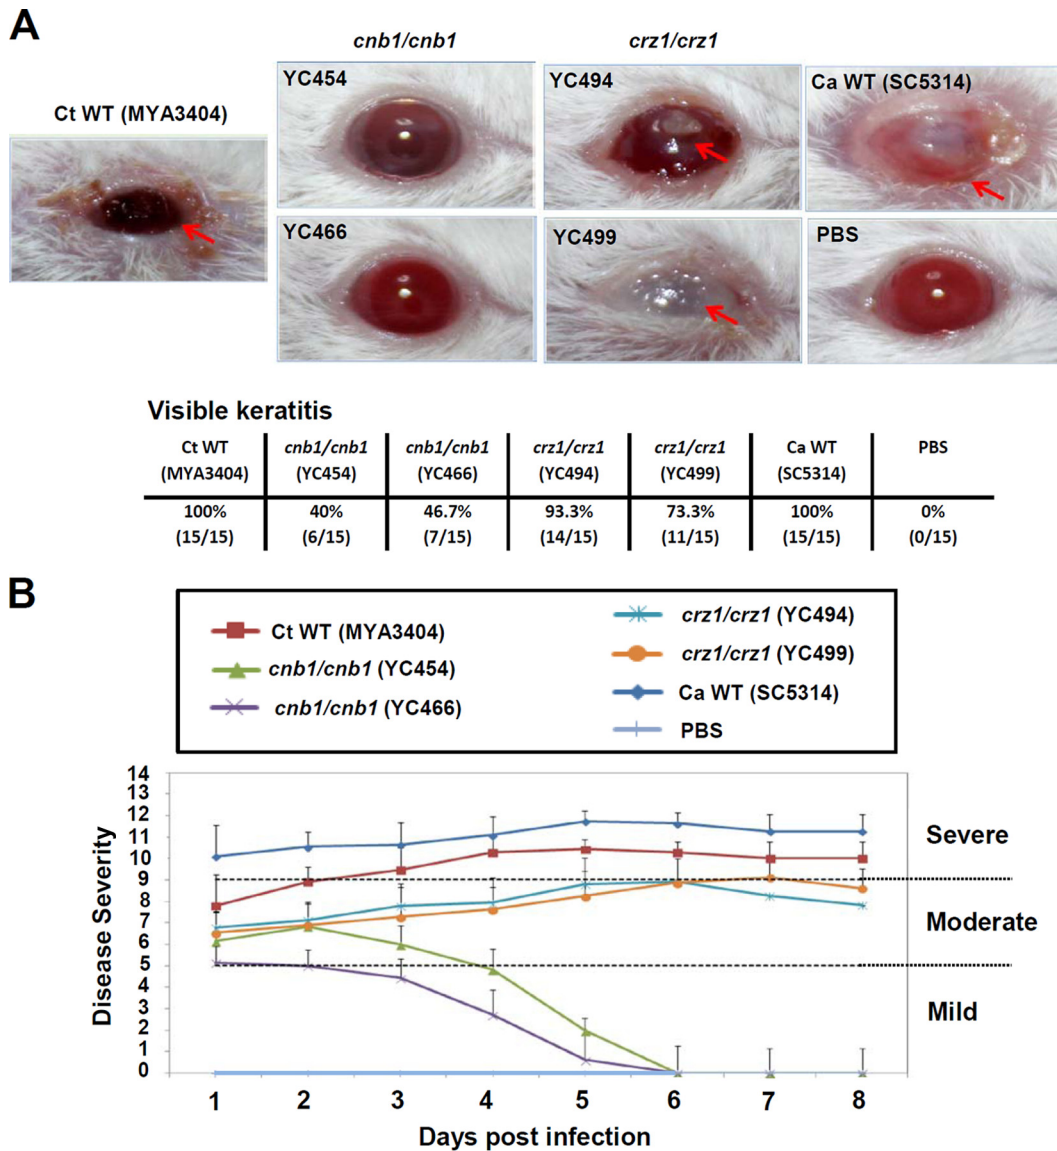 A
cnb1/cnb1
crz1/crz1
Ct WT (MYA3404)
YC454
YC494
Ca WT (SC5314)
YC466
YC499
PBS
Visible keratitis
Ct WT cnb1/cnb1 cnb1/cnb1 crz1/crz1 crz1/crz1 Ca WT PBS
(MYA3404) (YC454) (YC466) (YC494) (YC499) (SC5314)
100% 40% 46.7% 93.3% 73.3% 100% 0%
(15/15) (6/15) (7/15) (14/15) (11/15) (15/15) (0/15)
B
Ct WT (MYA3404)
cnb1/cnb1 (YC454)
cnb1/cnb1 (YC466)
crz1/crz1 (YC494)
crz1/crz1 (YC499)
Ca WT (SC5314)
PBS
Disease Severity
14
13
12
11
10
9
8
7
6
5
4
3
2
1
0
Severe
Moderate
Mild
1 2 3 4 5 6 7 8
Days post infection